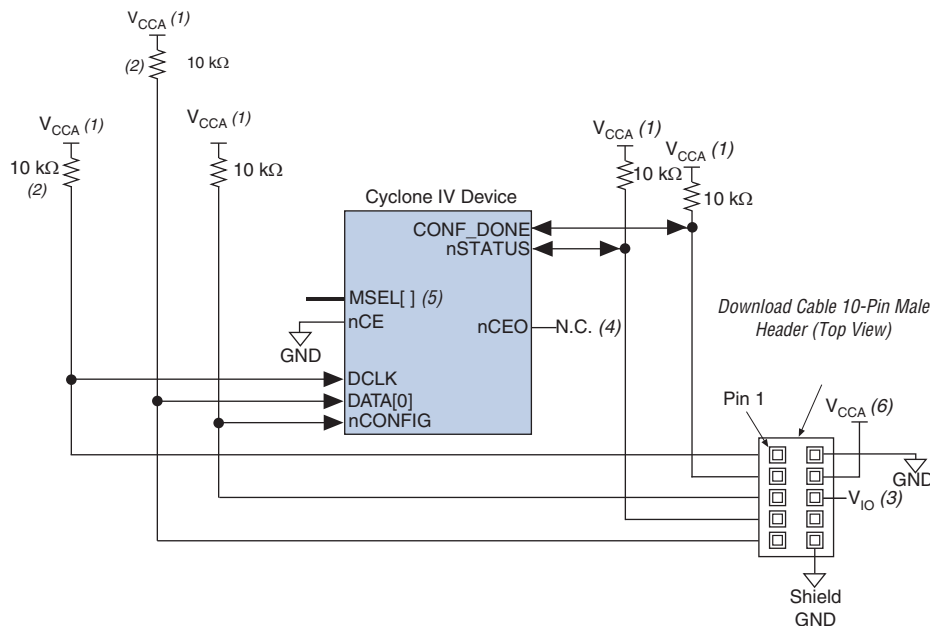 V_CCA (1)
(2) 10 kΩ
V_CCA (1)
V_CCA (1)
V_CCA (1)
V_CCA (1)
10 kΩ
(2)
10 kΩ
10 kΩ
10 kΩ
Cyclone IV Device
CONF_DONE
nSTATUS
MSEL[ ] (5)
nCE
GND
nCEO
N.C. (4)
DCLK
DATA[0]
nCONFIG
Download Cable 10-Pin Male
Header (Top View)
Pin 1
V_CCA (6)
GND
V_IO (3)
Shield
GND